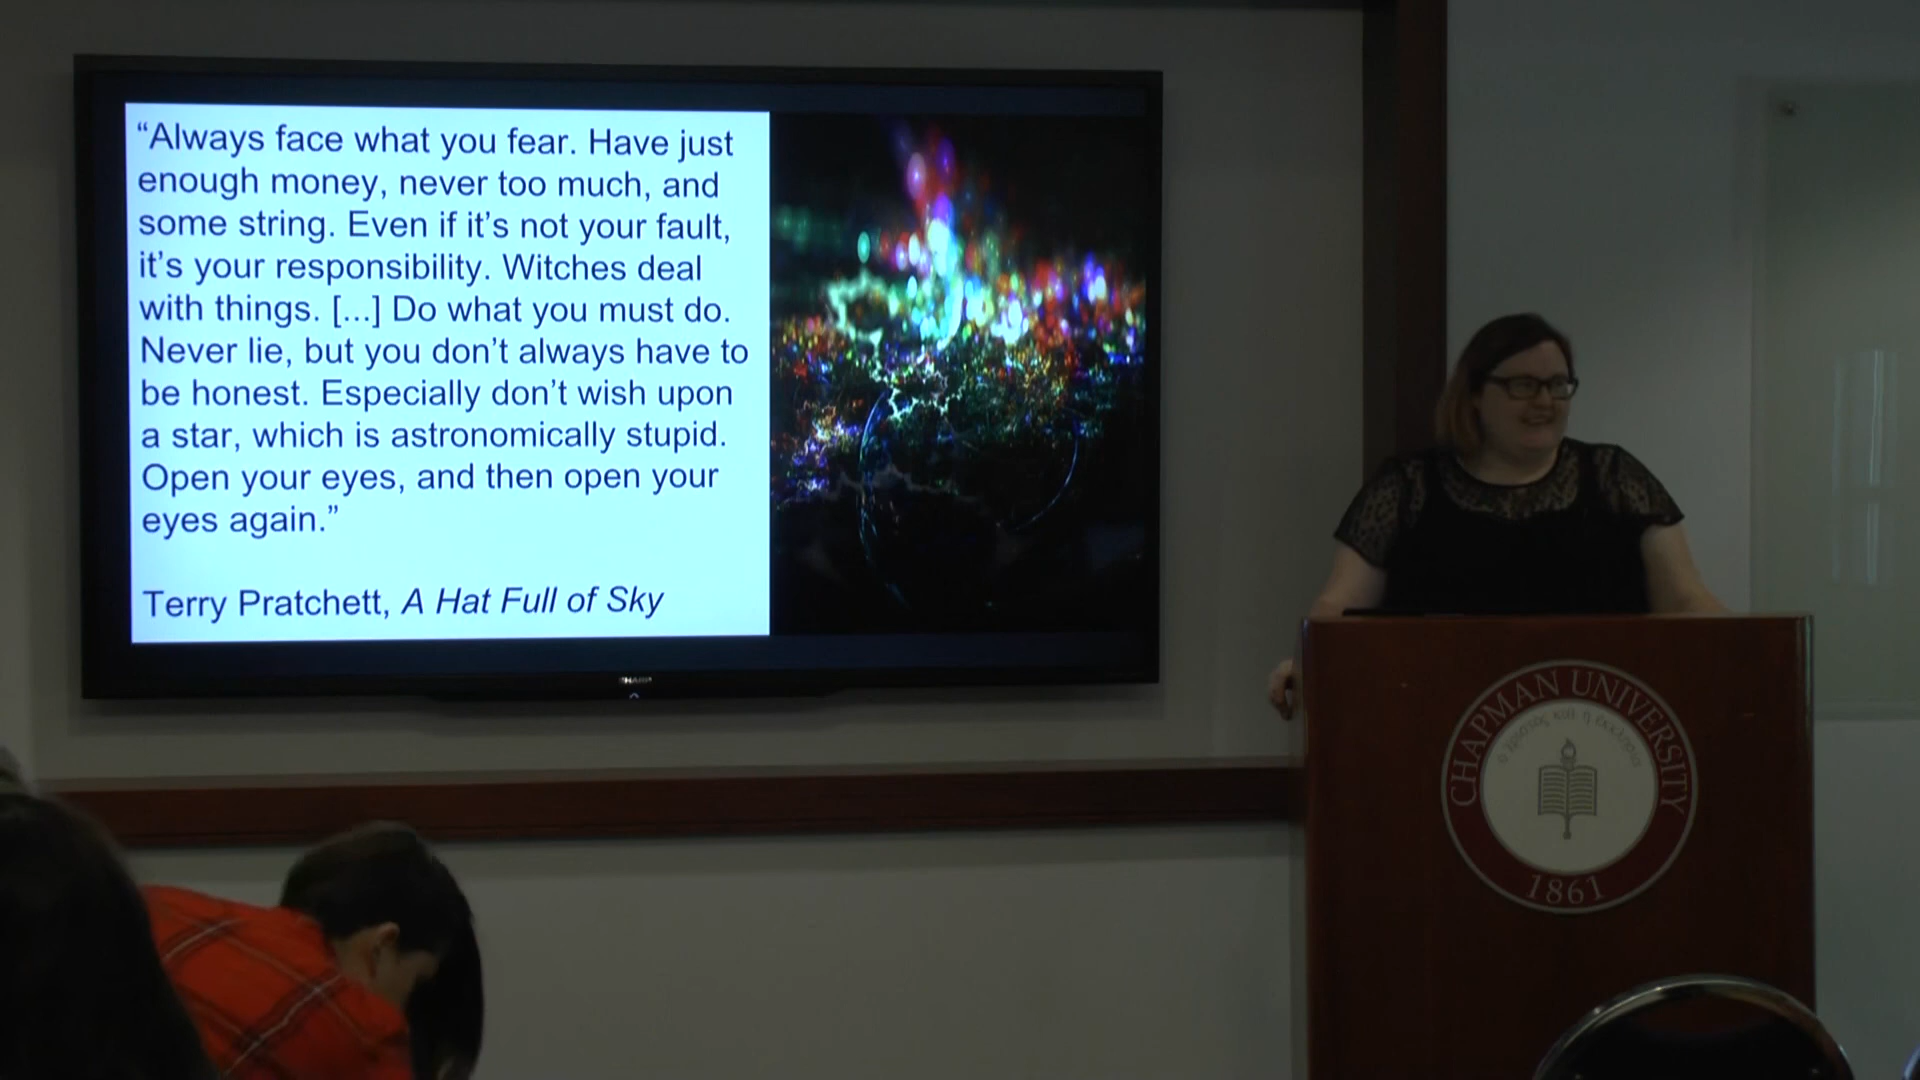 “Always face what you fear. Have just
enough money, never too much, and
some string. Even if it’s not your fault,
it’s your responsibility. Witches deal
with things. [...] Do what you must do.
Never lie, but you don’t always have to
be honest. Especially don’t wish upon
a star, which is astronomically stupid.
Open your eyes, and then open your
eyes again.”
Terry Pratchett, A Hat Full of Sky
SHARP
CHAPMAN UNIVERSITY
1861